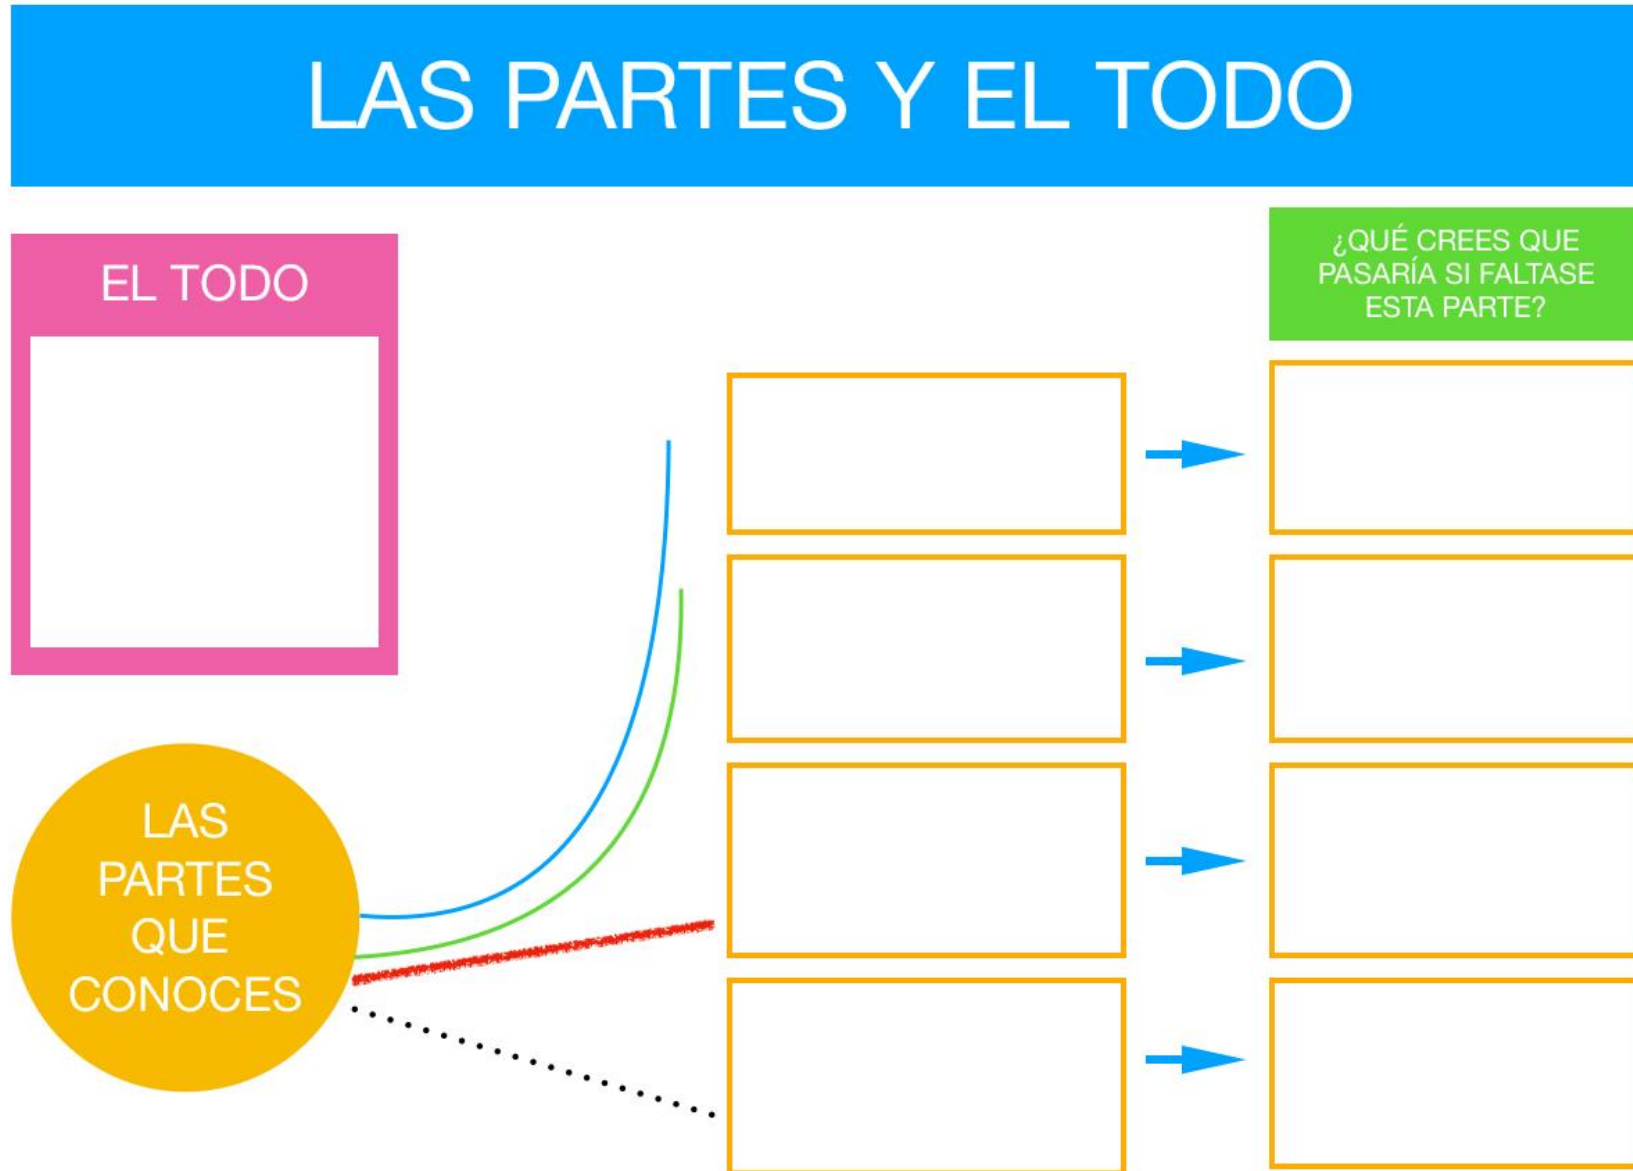 LAS PARTES Y EL TODO
EL TODO
¿QUÉ CREES QUE
PASARÍA SI FALTASE
ESTA PARTE?
LAS
PARTES
QUE
CONOCES